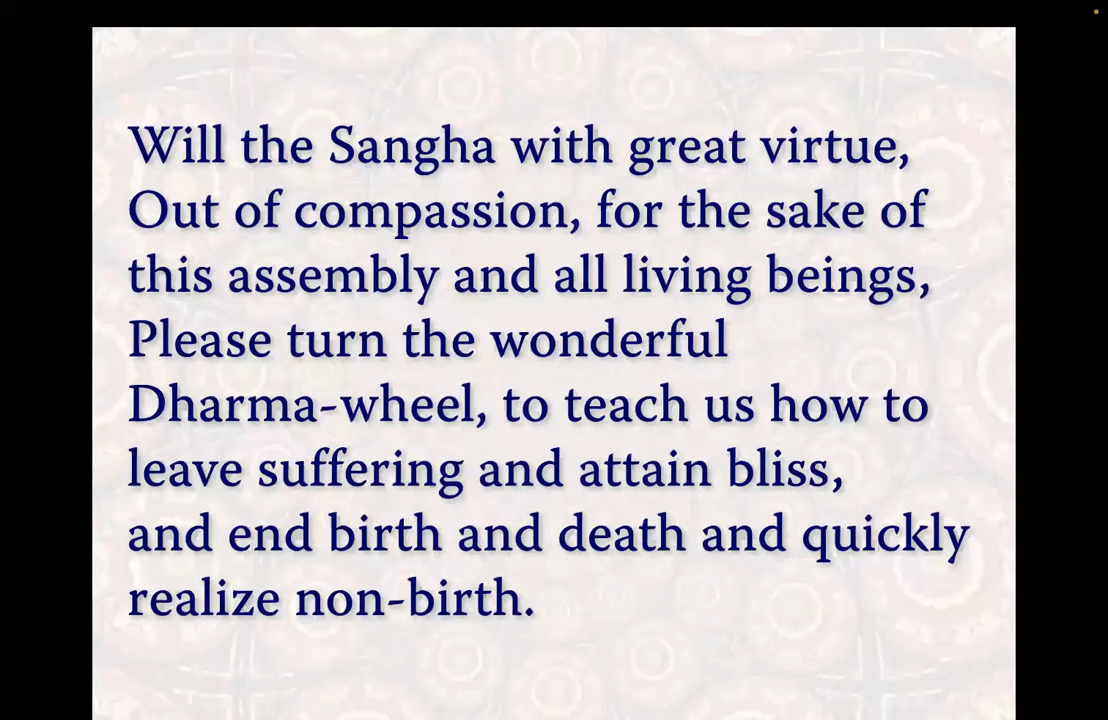 Will the Sangha with great virtue,
Out of compassion, for the sake of
this assembly and all living beings,
Please turn the wonderful
Dharma-wheel, to teach us how to
leave suffering and attain bliss,
and end birth and death and quickly
realize non-birth.